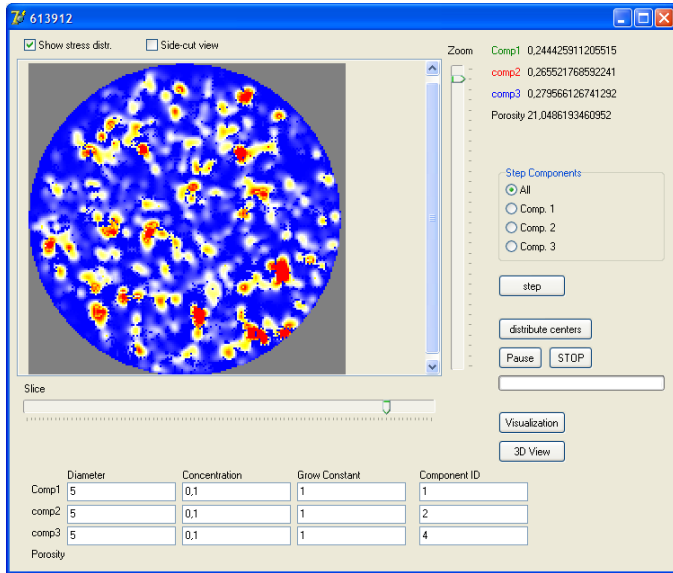 613912
Show stress distr.
Side-cut view
Zoom
Comp1 0,244425911205515
comp2 0,265521768592241
comp3 0,279566126741292
Porosity 21,0486193460952
Step Components
All
Comp. 1
Comp. 2
Comp. 3
step
distribute centers
Pause STOP
Slice
Visualization
3D View
Diameter Concentration Grow Constant Component ID
Comp1 5 0,1 1 1
comp2 5 0,1 1 2
comp3 5 0,1 1 4
Porosity